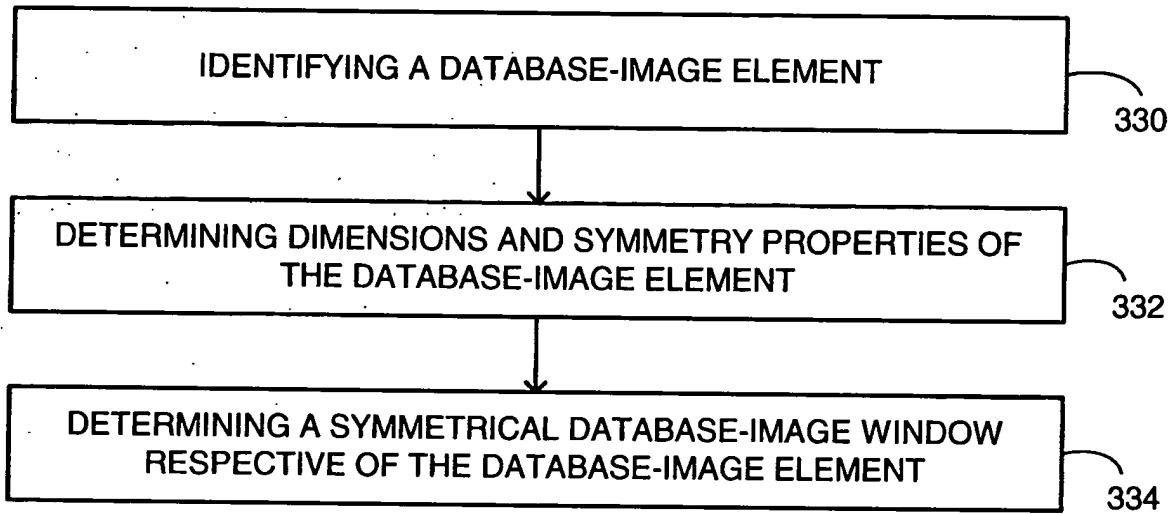 IDENTIFYING A DATABASE-IMAGE ELEMENT
330
DETERMINING DIMENSIONS AND SYMMETRY PROPERTIES OF
THE DATABASE-IMAGE ELEMENT
332
DETERMINING A SYMMETRICAL DATABASE-IMAGE WINDOW
RESPECTIVE OF THE DATABASE-IMAGE ELEMENT
334